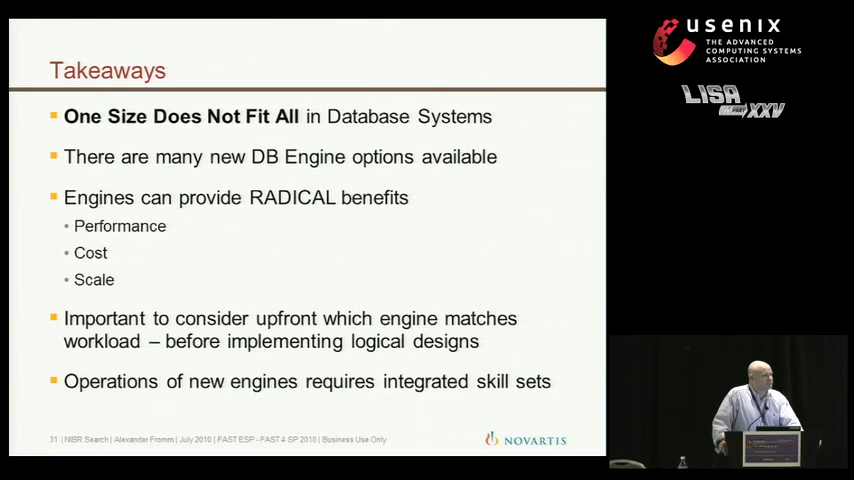 Takeaways
One Size Does Not Fit All in Database Systems
There are many new DB Engine options available
Engines can provide RADICAL benefits
• Performance
• Cost
• Scale
Important to consider upfront which engine matches
workload – before implementing logical designs
Operations of new engines requires integrated skill sets
31 | NIBR Search | Alexander Fromm | July 2010 | FAST ESP - FAST 4 SP 2010 | Business Use Only
NOVARTIS
usenix
THE ADVANCED
COMPUTING SYSTEMS
ASSOCIATION
LISA
XXV